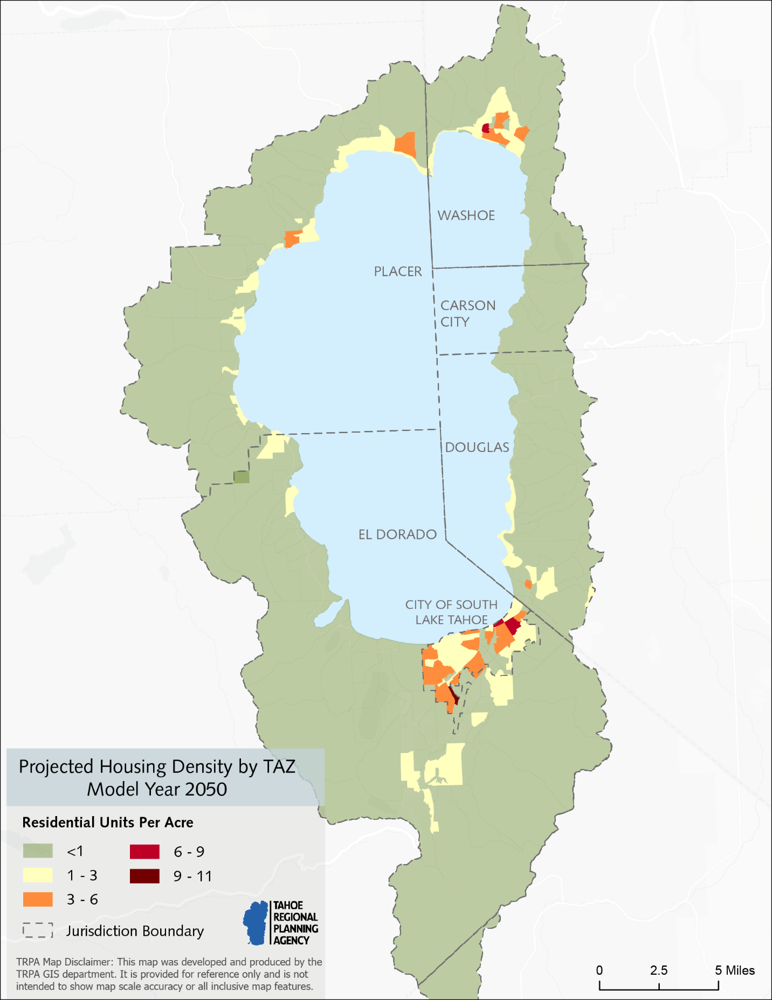 WASHOE
PLACER
CARSON
CITY
DOUGLAS
EL DORADO
CITY OF SOUTH
LAKE TAHOE
Projected Housing Density by TAZ
Model Year 2050
Residential Units Per Acre
<1
6 - 9
1 - 3
9 - 11
3 - 6
Jurisdiction Boundary
TAHOE
REGIONAL
PLANNING
AGENCY
TRPA Map Disclaimer: This map was developed and produced by the
TRPA GIS department. It is provided for reference only and is not
intended to show map scale accuracy or all inclusive map features.
0 2.5 5 Miles